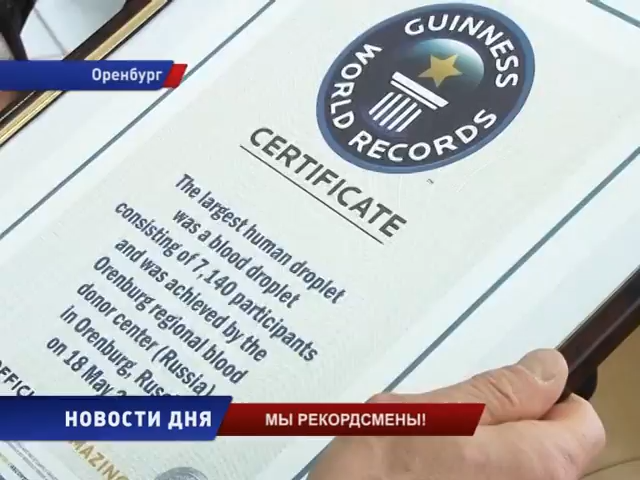 Оренбург
GUINNESS
WORLD RECORDS
™
CERTIFICATE
The largest human droplet
was a blood droplet
consisting of 7,140 participants
and was achieved by the
Orenburg regional blood
donor center (Russia)
in Orenburg,
on 18 May
НОВОСТИ ДНЯ
МЫ РЕКОРДСМЕНЫ!